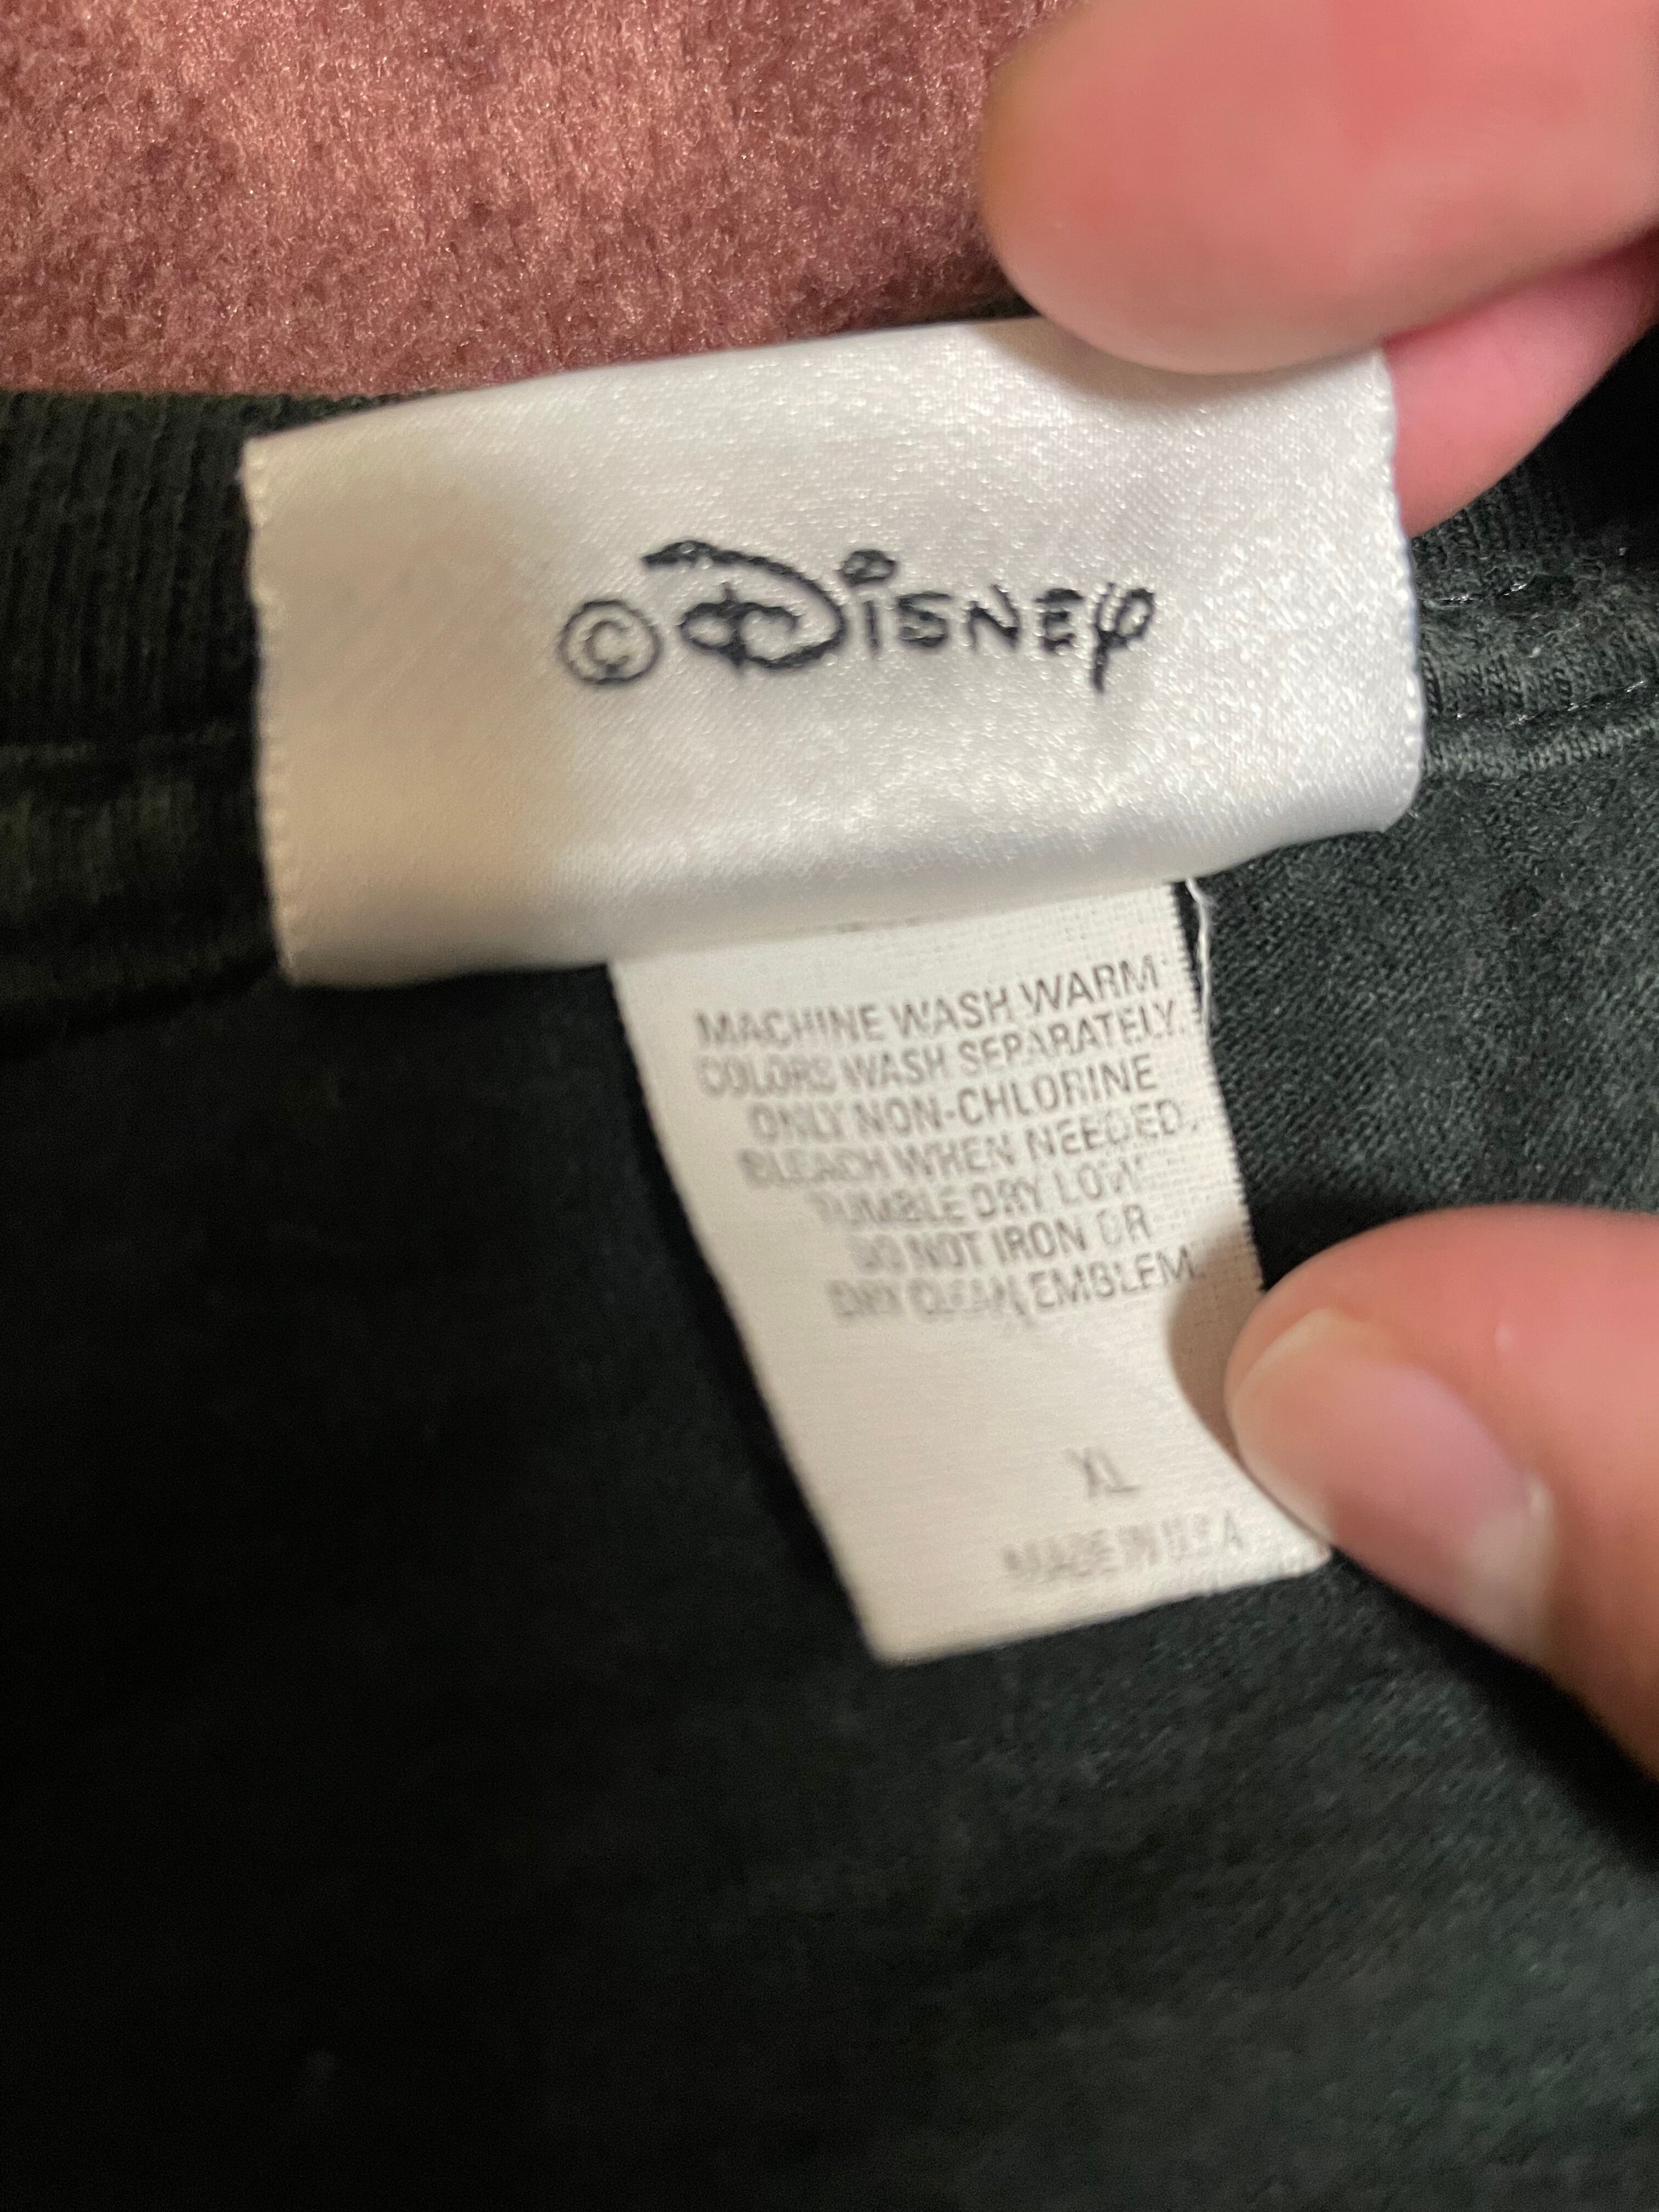 © Disney
MACHINE WASH WARM
COLORS WASH SEPARATELY.
ONLY NON-CHLORINE
BLEACH WHEN NEEDED.
TUMBLE DRY LOW
DO NOT IRON OR
DRY CLEAN EMBLEM.
XL
MADE IN U.S.A